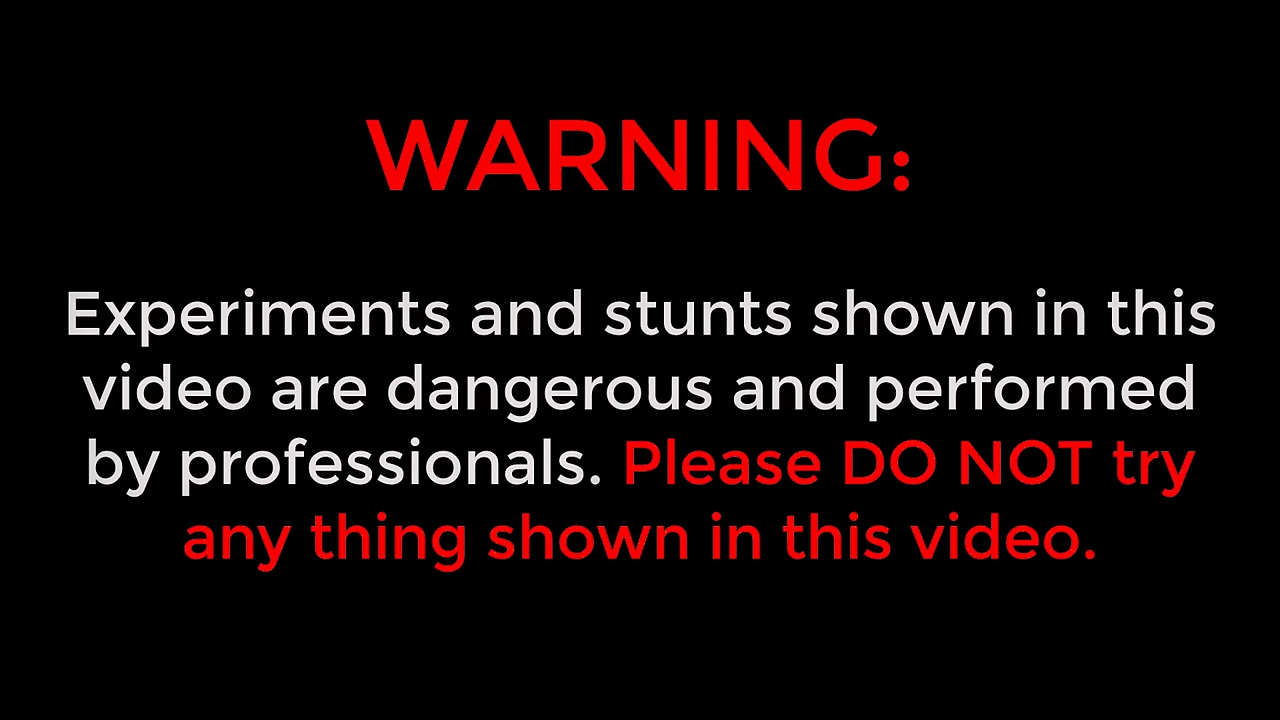 WARNING:
Experiments and stunts shown in this
video are dangerous and performed
by professionals. Please DO NOT try
any thing shown in this video.